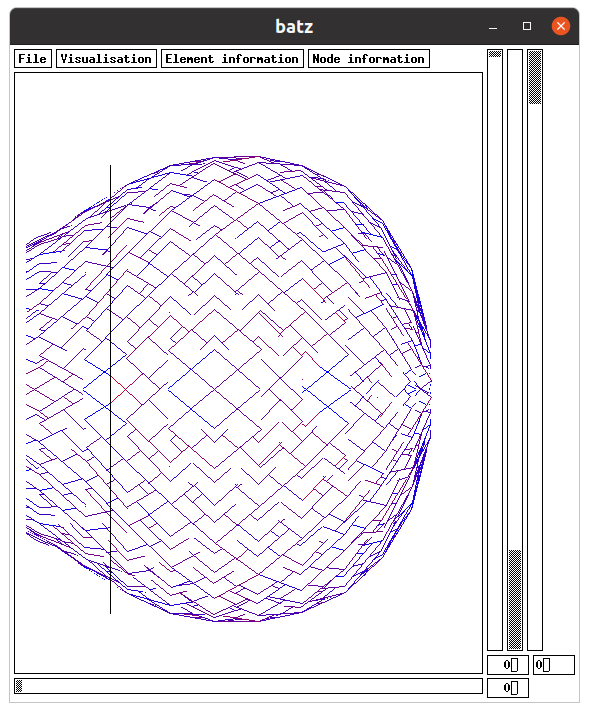 batz
File Visualisation Element information Node information
0 0
0